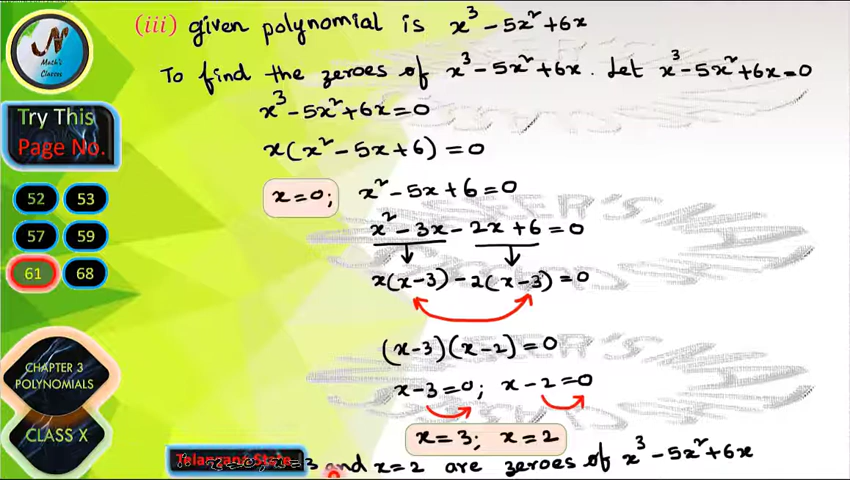 (iii) given polynomial is x³ - 5x² + 6x
To find the zeroes of x³ - 5x² + 6x. Let x³ - 5x² + 6x = 0
x³ - 5x² + 6x = 0
x(x² - 5x + 6) = 0
x = 0; x² - 5x + 6 = 0
x² - 3x - 2x + 6 = 0
x(x-3) - 2(x-3) = 0
(x-3)(x-2) = 0
x-3 = 0; x-2 = 0
x = 3; x = 2
3 and x = 2 are zeroes of x³ - 5x² + 6x
N
Math's
Classes
Try This
Page No.
52 53
57 59
61 68
CHAPTER 3
POLYNOMIALS
CLASS X
Telangana State